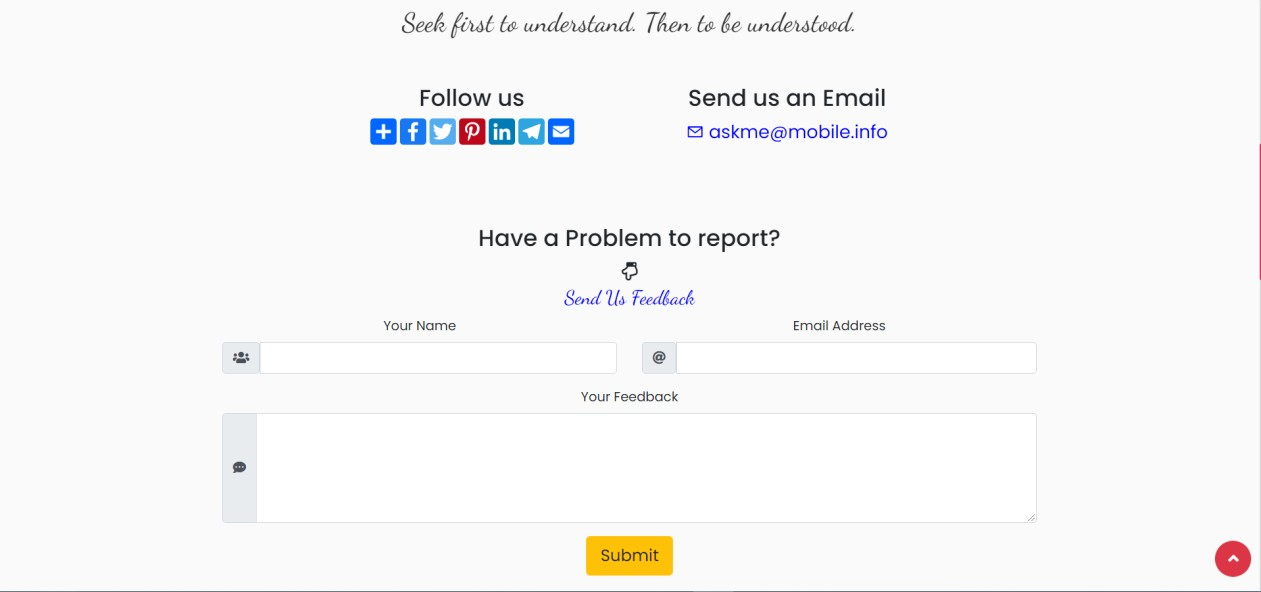 Seek first to understand. Then to be understood.
Follow us
Send us an Email
askme@mobile.info
Have a Problem to report?
Send Us Feedback
Your Name
Email Address
@
Your Feedback
Submit